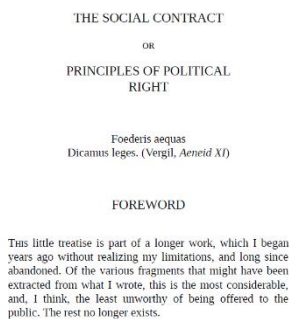 THE SOCIAL CONTRACT
OR
PRINCIPLES OF POLITICAL
RIGHT
Foederis aequas
Dicamus leges. (Vergil, Aeneid XI)
FOREWORD
THIS little treatise is part of a longer work, which I began
years ago without realizing my limitations, and long since
abandoned. Of the various fragments that might have been
extracted from what I wrote, this is the most considerable,
and, I think, the least unworthy of being offered to the
public. The rest no longer exists.